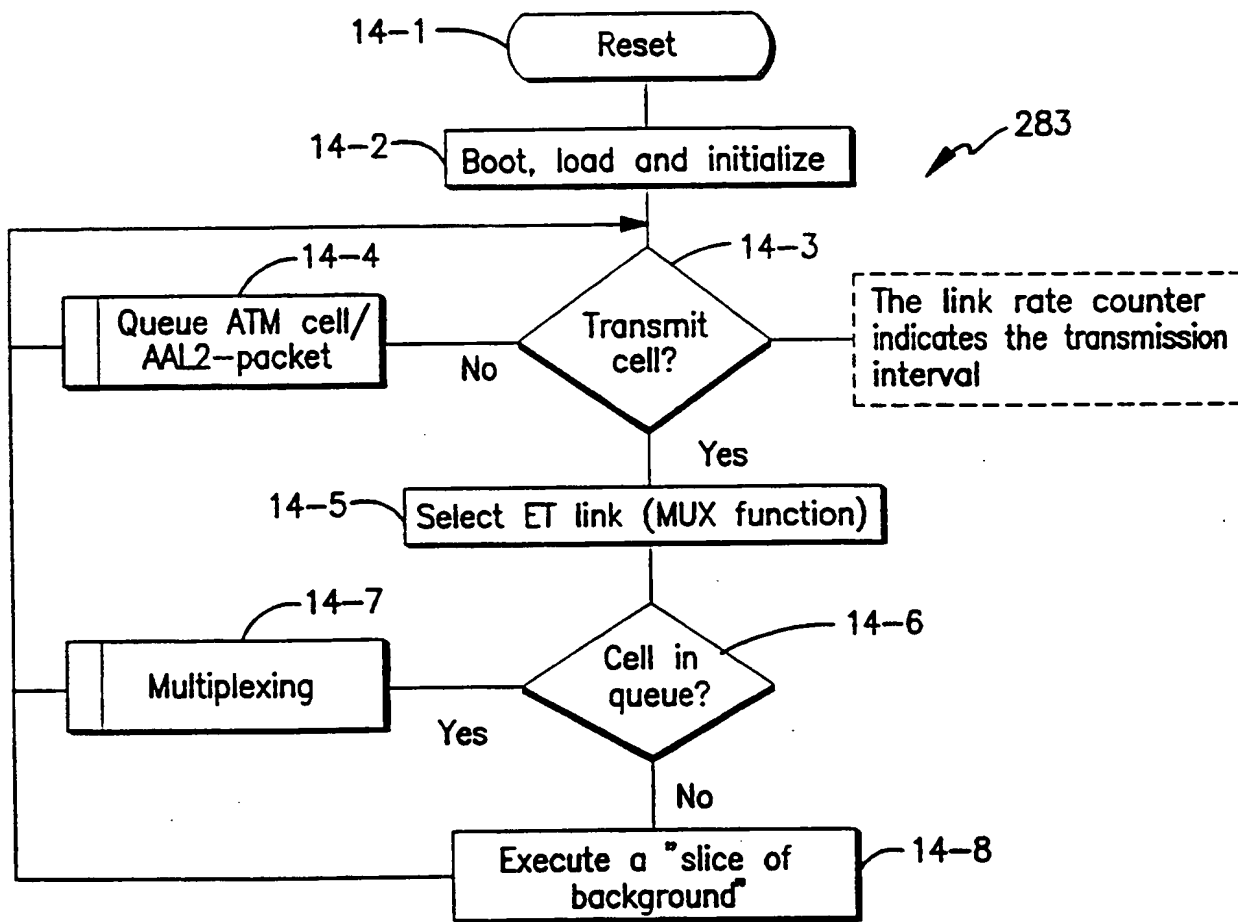 14-1
Reset
283
14-2
Boot, load and initialize
14-4
14-3
Queue ATM cell/
AAL2-packet
No
Transmit
cell?
The link rate counter
indicates the transmission
interval
Yes
14-5
Select ET link (MUX function)
14-7
14-6
Multiplexing
Yes
Cell in
queue?
No
Execute a "slice of
background"
14-8